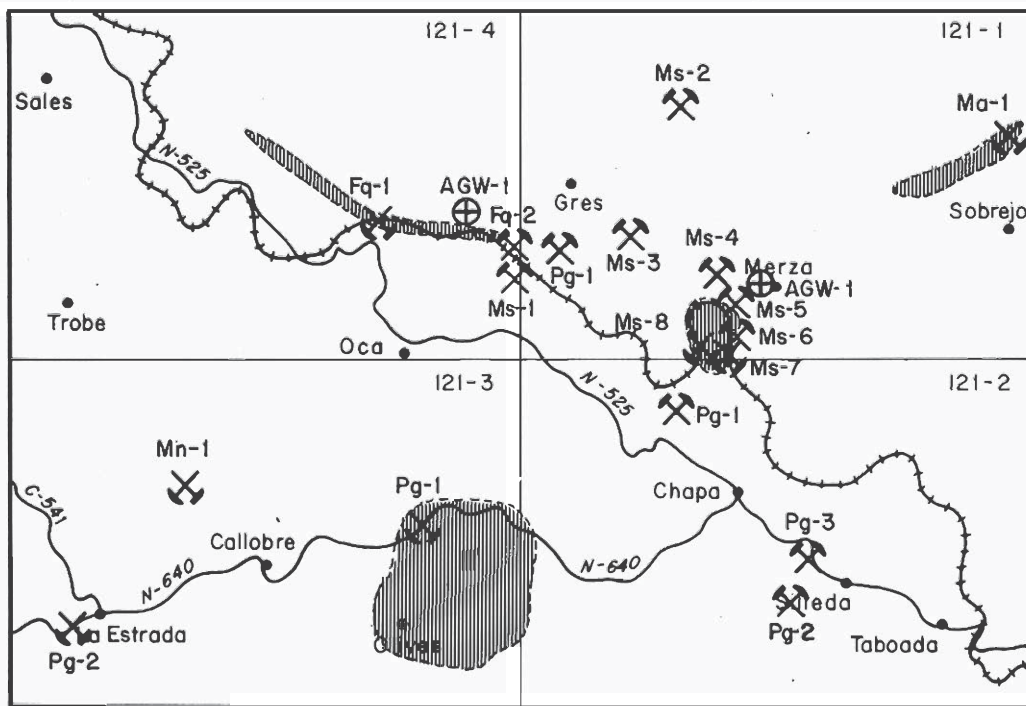 121-4
121-1
Ms-2
Ma-1
Sales
N-525
Fq-1
AGW-1
Gres
Fq-2
Sobrejo
Pg-1
Ms-3
Ms-4
Merza
AGW-1
Ms-1
Ms-5
Trobe
Ms-8
Ms-6
Oca
Ms-7
121-3
121-2
N-525
Pg-1
Mn-1
C-541
Pg-1
Chapa
Pg-3
Callobre
N-640
N-640
La Estrada
Pg-2
Pg-2
Taboada